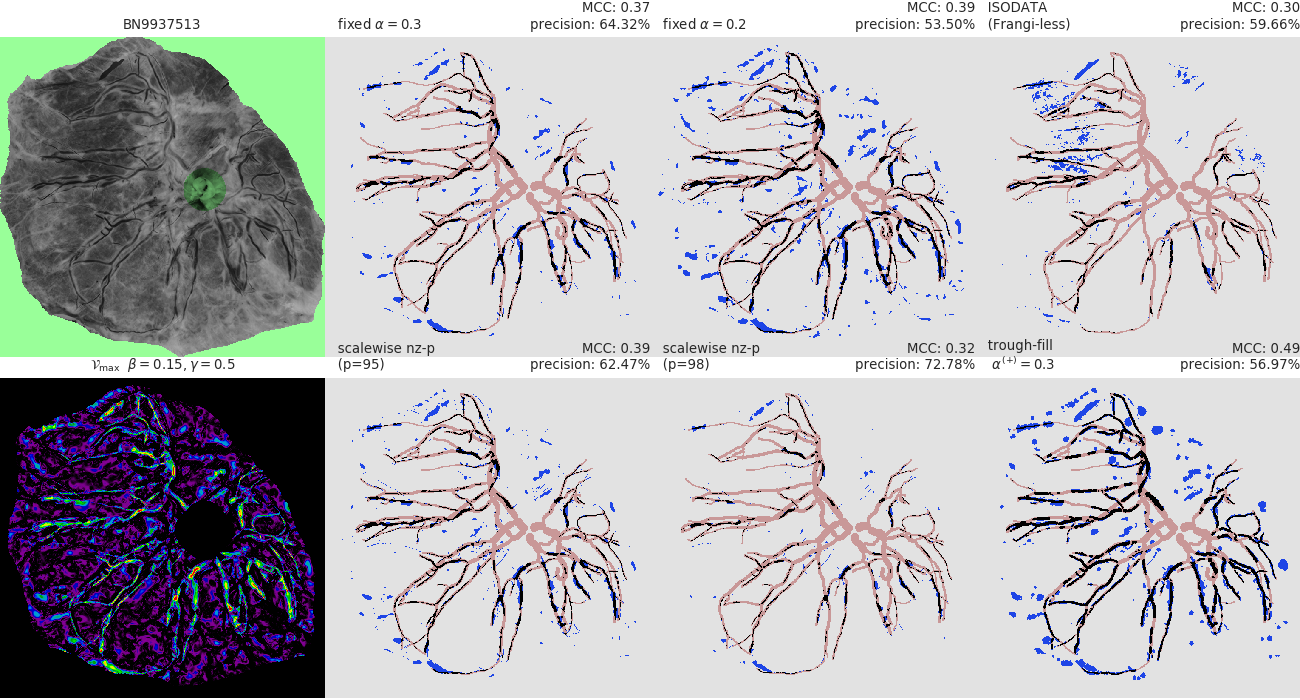 BN9937513
fixed α = 0.3
MCC: 0.37
precision: 64.32%
fixed α = 0.2
MCC: 0.39
precision: 53.50%
ISODATA
(Frangi-less)
MCC: 0.30
precision: 59.66%
𝒱max β = 0.15, γ = 0.5
scalewise nz-p
(p=95)
MCC: 0.39
precision: 62.47%
scalewise nz-p
(p=98)
MCC: 0.32
precision: 72.78%
trough-fill
α(+) = 0.3
MCC: 0.49
precision: 56.97%